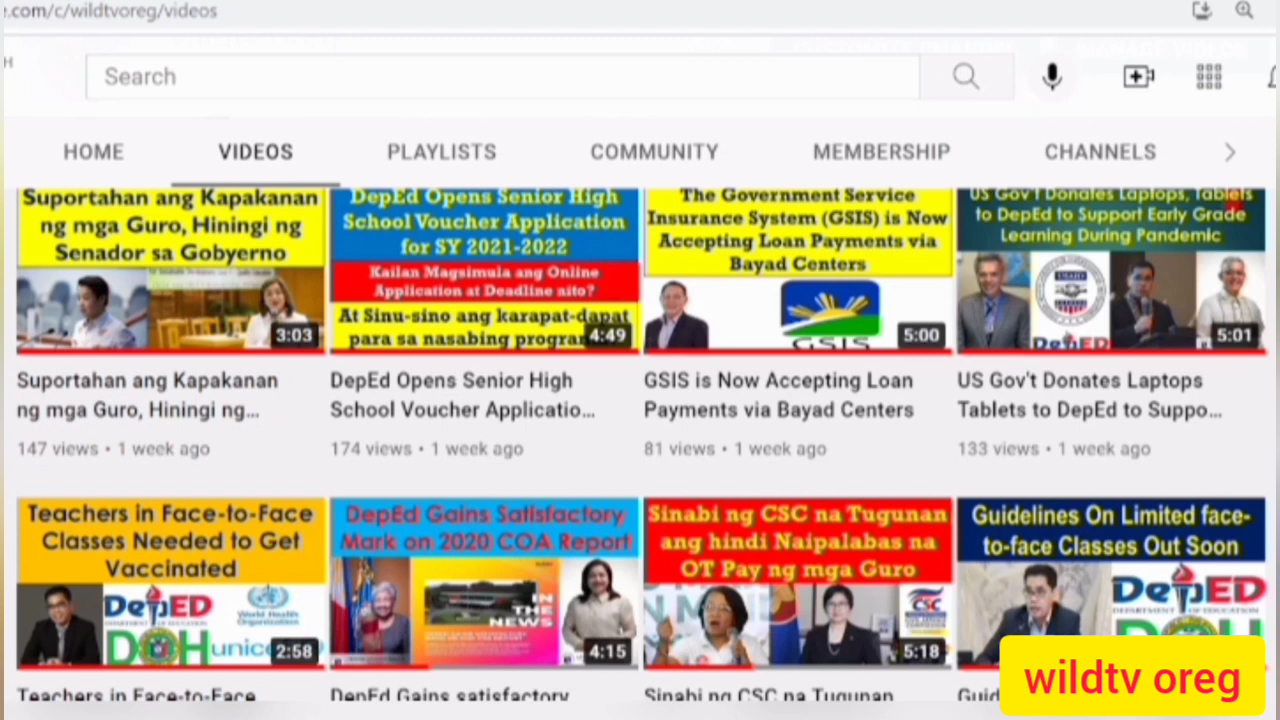 .com/c/wildtvoreg/videos
H
Search
HOME VIDEOS PLAYLISTS COMMUNITY MEMBERSHIP CHANNELS
Suportahan ang Kapakanan
ng mga Guro, Hiningi ng
Senador sa Gobyerno
3:03
DepEd Opens Senior High
School Voucher Application
for SY 2021-2022
Kailan Magsimula ang Online
Application at Deadline nito?
At Sinu-sino ang karapat-dapat
para sa nasabing program
4:49
The Government Service
Insurance System (GSIS) is Now
Accepting Loan Payments via
Bayad Centers
GSIS
5:00
US Gov't Donates Laptops, Tablets
to DepEd to Support Early Grade
Learning During Pandemic
USAID
DepED
5:01
Suportahan ang Kapakanan
ng mga Guro, Hiningi ng...
147 views • 1 week ago
DepEd Opens Senior High
School Voucher Applicatio...
174 views • 1 week ago
GSIS is Now Accepting Loan
Payments via Bayad Centers
81 views • 1 week ago
US Gov't Donates Laptops
Tablets to DepEd to Suppo...
133 views • 1 week ago
Teachers in Face-to-Face
Classes Needed to Get
Vaccinated
DepED
DEPARTMENT OF EDUCATION
World Health
Organization
DOH
unice
2:58
DepEd Gains Satisfactory
Mark on 2020 COA Report
IN
THE
NEWS
4:15
Sinabi ng CSC na Tugunan
ang hindi Naipalabas na
OT Pay ng mga Guro
CSC
5:18
Guidelines On Limited face-
to-face Classes Out Soon
DepED
DEPARTMENT OF EDUCATION
Teachers in Face-to-Face
DepEd Gains satisfactory
Sinabi ng CSC na Tugunan
Guid
wildtv oreg